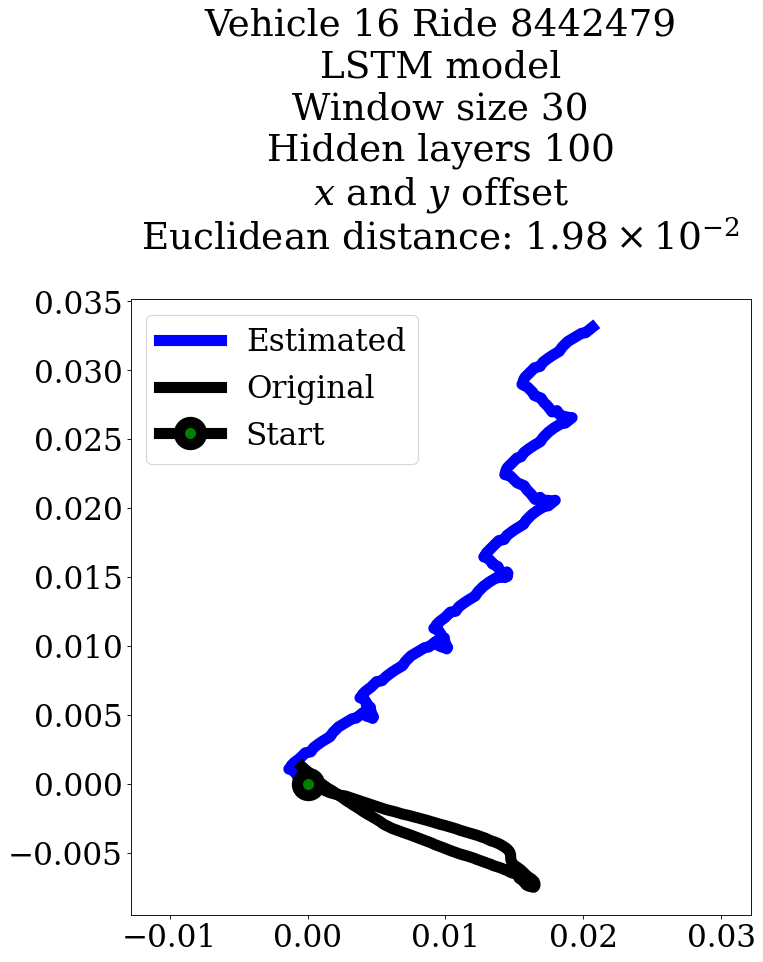 Vehicle 16 Ride 8442479
LSTM model
Window size 30
Hidden layers 100
x and y offset
Euclidean distance: 1.98 × 10⁻²
0.035
0.030
0.025
0.020
0.015
0.010
0.005
0.000
−0.005
Estimated
Original
Start
−0.01 0.00 0.01 0.02 0.03